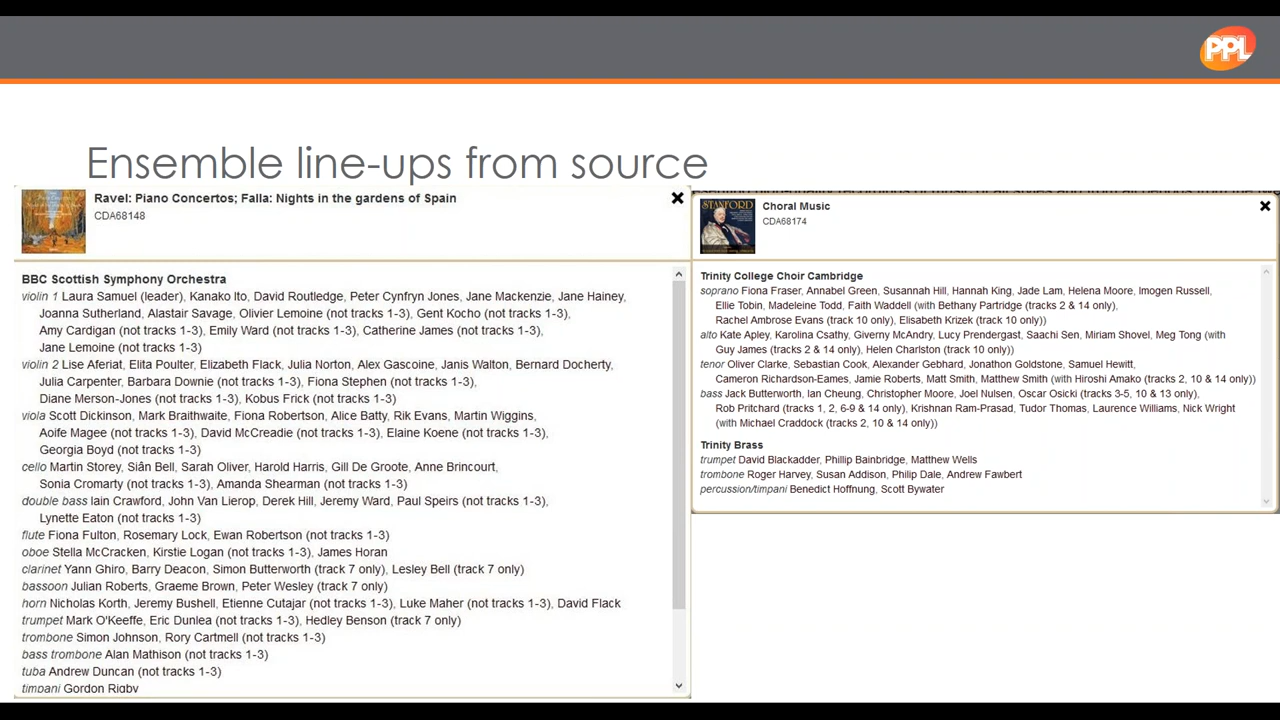 PPL
Ensemble line-ups from source
Ravel: Piano Concertos; Falla: Nights in the gardens of Spain
CDA68148
BBC Scottish Symphony Orchestra
violin 1 Laura Samuel (leader), Kanako Ito, David Routledge, Peter Cynfryn Jones, Jane Mackenzie, Jane Hainey,
Joanna Sutherland, Alastair Savage, Olivier Lemoine (not tracks 1-3), Gent Kocho (not tracks 1-3),
Amy Cardigan (not tracks 1-3), Emily Ward (not tracks 1-3), Catherine James (not tracks 1-3),
Jane Lemoine (not tracks 1-3)
violin 2 Lise Aferiat, Elita Poulter, Elizabeth Flack, Julia Norton, Alex Gascoine, Janis Walton, Bernard Docherty,
Julia Carpenter, Barbara Downie (not tracks 1-3), Fiona Stephen (not tracks 1-3),
Diane Merson-Jones (not tracks 1-3), Kobus Frick (not tracks 1-3)
viola Scott Dickinson, Mark Braithwaite, Fiona Robertson, Alice Batty, Rik Evans, Martin Wiggins,
Aoife Magee (not tracks 1-3), David McCreadie (not tracks 1-3), Elaine Koene (not tracks 1-3),
Georgia Boyd (not tracks 1-3)
cello Martin Storey, Siân Bell, Sarah Oliver, Harold Harris, Gill De Groote, Anne Brincourt,
Sonia Cromarty (not tracks 1-3), Amanda Shearman (not tracks 1-3)
double bass Iain Crawford, John Van Lierop, Derek Hill, Jeremy Ward, Paul Speirs (not tracks 1-3),
Lynette Eaton (not tracks 1-3)
flute Fiona Fulton, Rosemary Lock, Ewan Robertson (not tracks 1-3)
oboe Stella McCracken, Kirstie Logan (not tracks 1-3), James Horan
clarinet Yann Ghiro, Barry Deacon, Simon Butterworth (track 7 only), Lesley Bell (track 7 only)
bassoon Julian Roberts, Graeme Brown, Peter Wesley (track 7 only)
horn Nicholas Korth, Jeremy Bushell, Etienne Cutajar (not tracks 1-3), Luke Maher (not tracks 1-3), David Flack
trumpet Mark O'Keeffe, Eric Dunlea (not tracks 1-3), Hedley Benson (track 7 only)
trombone Simon Johnson, Rory Cartmell (not tracks 1-3)
bass trombone Alan Mathison (not tracks 1-3)
tuba Andrew Duncan (not tracks 1-3)
timpani Gordon Rigby
STANFORD
Choral Music
CDA68174
Trinity College Choir Cambridge
soprano Fiona Fraser, Annabel Green, Susannah Hill, Hannah King, Jade Lam, Helena Moore, Imogen Russell,
Ellie Tobin, Madeleine Todd, Faith Waddell (with Bethany Partridge (tracks 2 & 14 only),
Rachel Ambrose Evans (track 10 only), Elisabeth Krizek (track 10 only))
alto Kate Apley, Karolina Csathy, Giverny McAndry, Lucy Prendergast, Saachi Sen, Miriam Shovel, Meg Tong (with
Guy James (tracks 2 & 14 only), Helen Charlston (track 10 only))
tenor Oliver Clarke, Sebastian Cook, Alexander Gebhard, Jonathon Goldstone, Samuel Hewitt,
Cameron Richardson-Eames, Jamie Roberts, Matt Smith, Matthew Smith (with Hiroshi Amako (tracks 2, 10 & 14 only))
bass Jack Butterworth, Ian Cheung, Christopher Moore, Joel Nulsen, Oscar Osicki (tracks 3-5, 10 & 13 only),
Rob Pritchard (tracks 1, 2, 6-9 & 14 only), Krishnan Ram-Prasad, Tudor Thomas, Laurence Williams, Nick Wright
(with Michael Craddock (tracks 2, 10 & 14 only))
Trinity Brass
trumpet David Blackadder, Phillip Bainbridge, Matthew Wells
trombone Roger Harvey, Susan Addison, Philip Dale, Andrew Fawbert
percussion/timpani Benedict Hoffnung, Scott Bywater